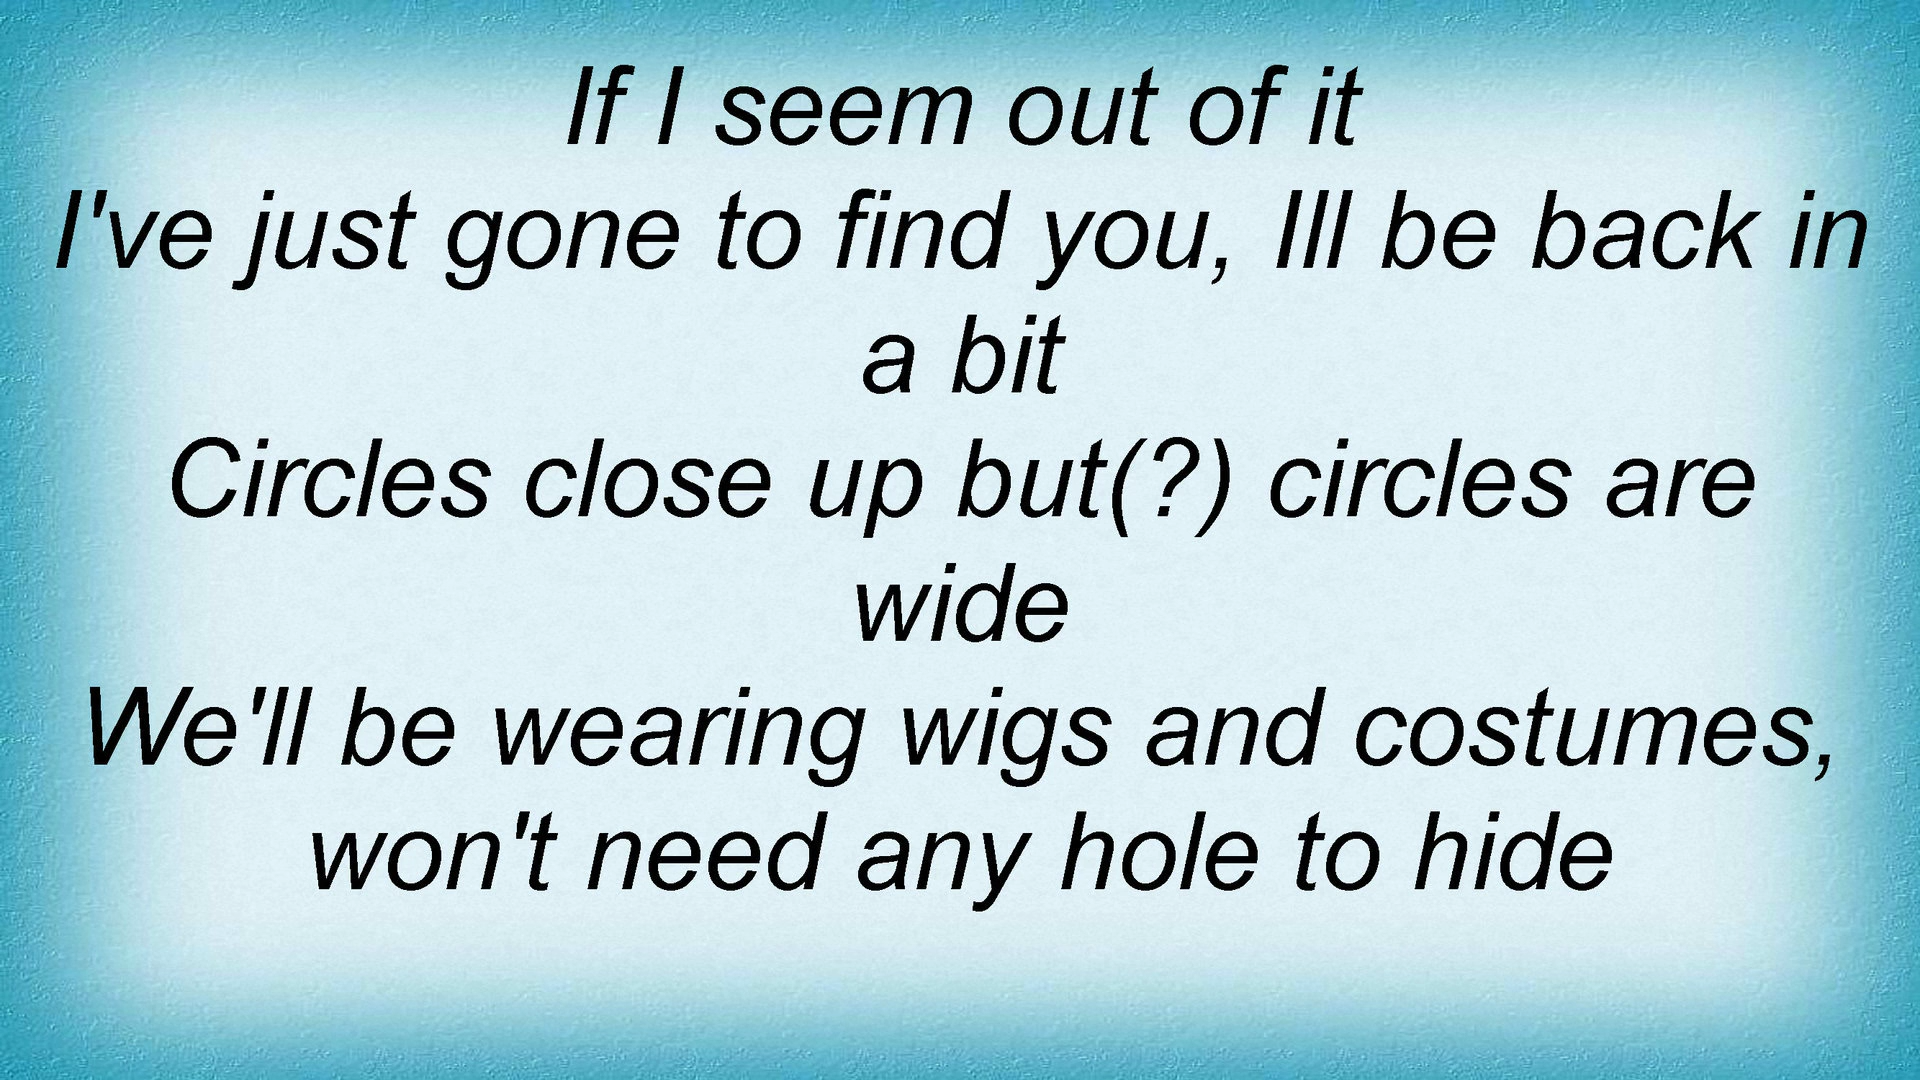 If I seem out of it
I've just gone to find you, Ill be back in
a bit
Circles close up but(?) circles are
wide
We'll be wearing wigs and costumes,
won't need any hole to hide